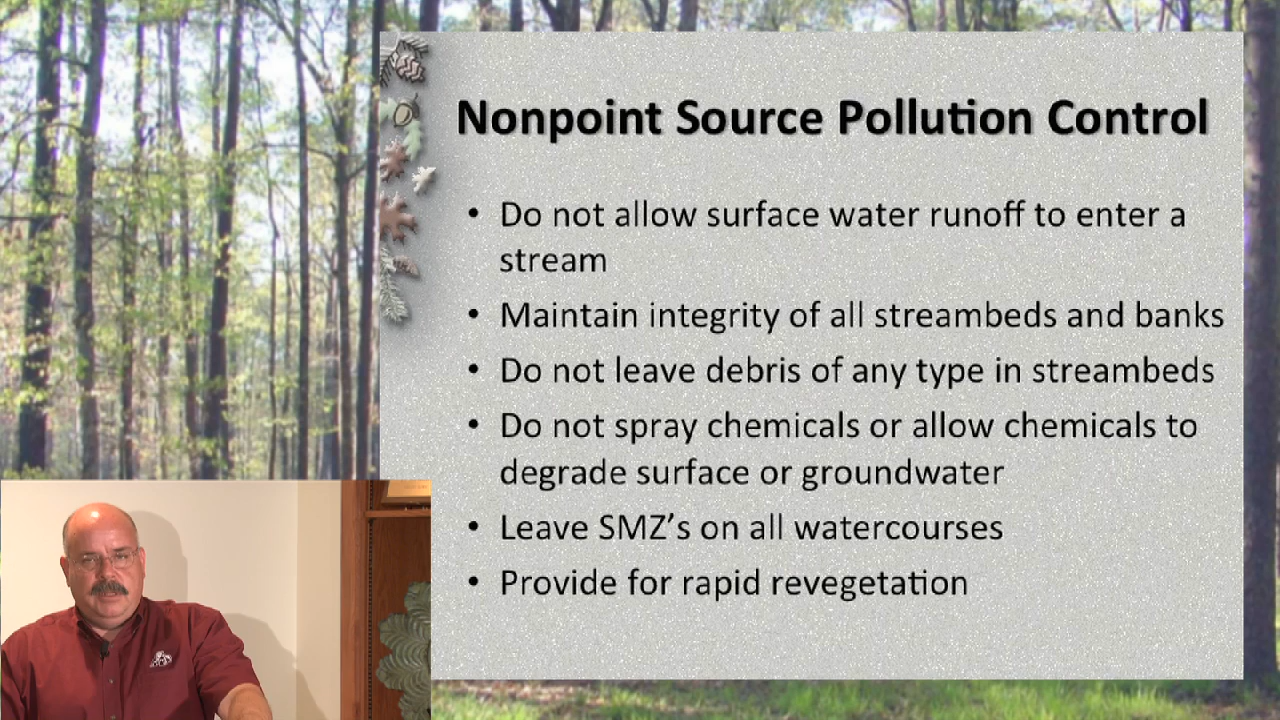 Nonpoint Source Pollution Control
• Do not allow surface water runoff to enter a
stream
• Maintain integrity of all streambeds and banks
• Do not leave debris of any type in streambeds
• Do not spray chemicals or allow chemicals to
degrade surface or groundwater
• Leave SMZ’s on all watercourses
• Provide for rapid revegetation